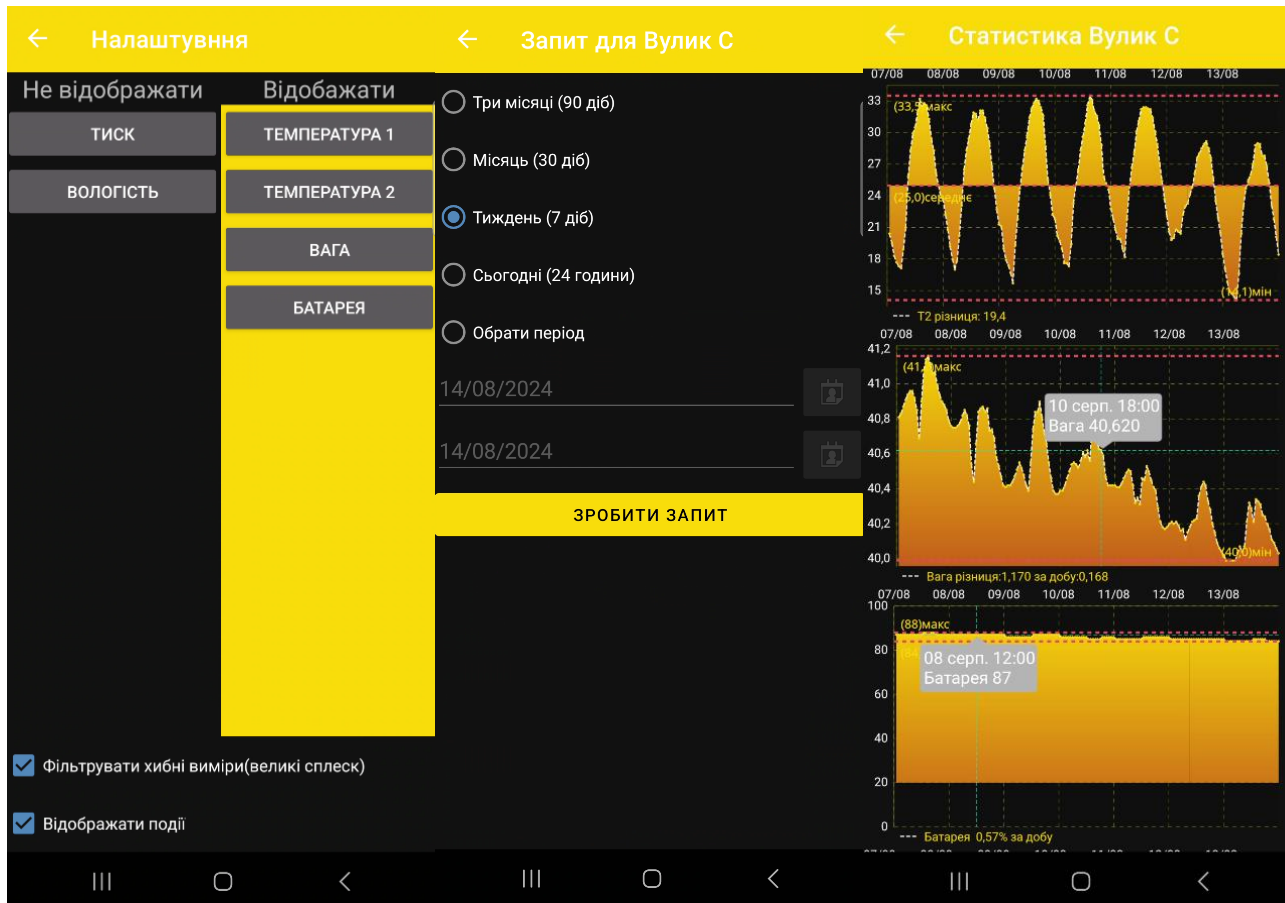 Налаштувння
Не відображати
Відобажати
ТИСК
ТЕМПЕРАТУРА 1
ВОЛОГІСТЬ
ТЕМПЕРАТУРА 2
ВАГА
БАТАРЕЯ
Фільтрувати хибні виміри(великі сплеск)
Відображати події
Запит для Вулик С
Три місяці (90 діб)
Місяць (30 діб)
Тиждень (7 діб)
Сьогодні (24 години)
Обрати період
14/08/2024
14/08/2024
ЗРОБИТИ ЗАПИТ
Статистика Вулик С
07/08 08/08 09/08 10/08 11/08 12/08 13/08
33
(33,5)макс
30
27
24
(25,0)середнє
21
18
15
мін
T2 різниця: 19,4
07/08 08/08 09/08 10/08 11/08 12/08 13/08
41,2
макс
41,0
10 серп. 18:00
40,8
Вага 40,620
40,6
40,4
40,2
40,0
(40,0)мін
Вага різниця:1,170 за добу:0,168
07/08 08/08 09/08 10/08 11/08 12/08 13/08
100
(88)макс
80
08 серп. 12:00
Батарея 87
60
40
20
0
Батарея 0,57% за добу